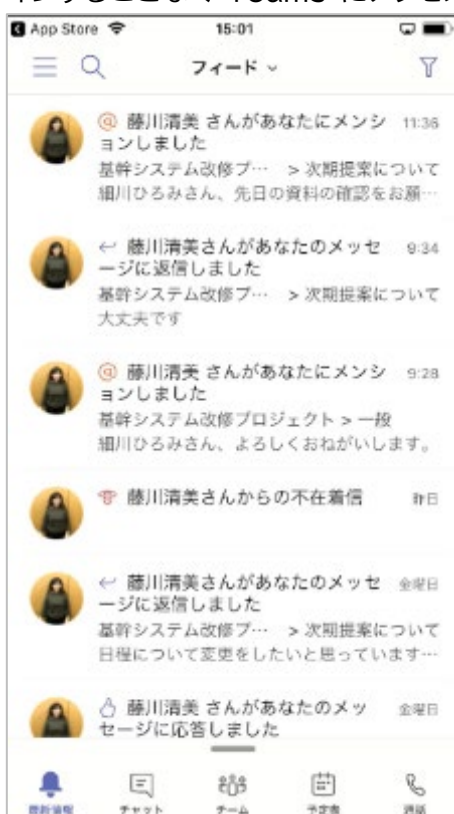 App Store 15:01
フィード
藤川清美 さんがあなたにメンシ 11:36
ョンしました
基幹システム改修プ… > 次期提案について
細川ひろみさん、先日の資料の確認をお願…
藤川清美さんがあなたのメッセ 9:34
ージに返信しました
基幹システム改修プ… > 次期提案について
大丈夫です
藤川清美 さんがあなたにメンシ 9:28
ョンしました
基幹システム改修プロジェクト > 一般
細川ひろみさん、よろしくおねがいします。
藤川清美さんからの不在着信 昨日
藤川清美さんがあなたのメッセ 金曜日
ージに返信しました
基幹システム改修プ… > 次期提案について
日程について変更をしたいと思っています…
藤川清美 さんがあなたのメッ 金曜日
セージに応答しました
最新情報 チャット チーム 予定表 通話